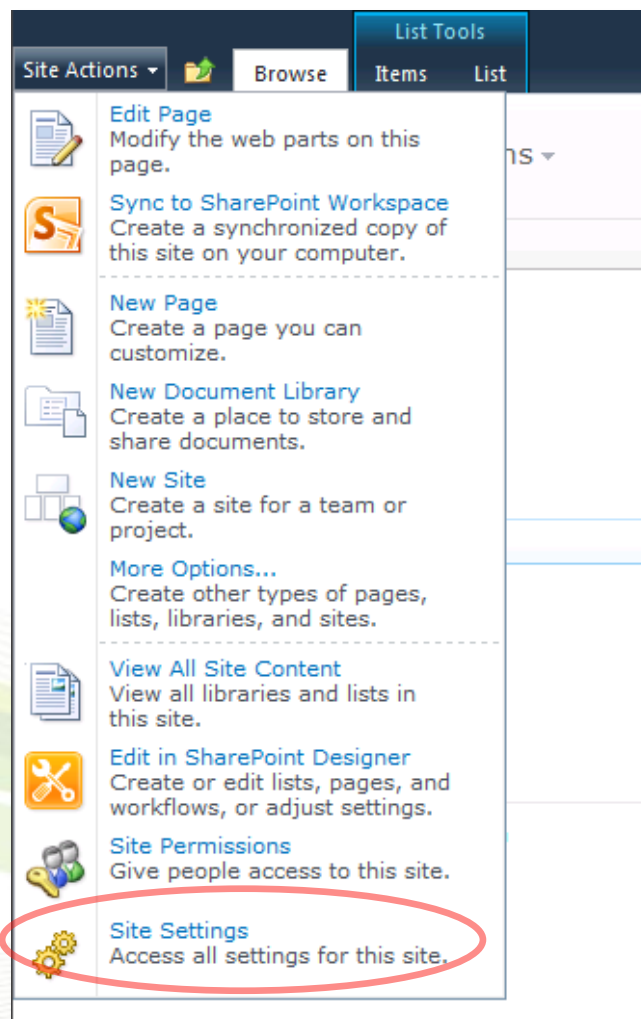 List Tools
Site Actions
Browse
Items
List
Edit Page
Modify the web parts on this
page.
Sync to SharePoint Workspace
Create a synchronized copy of
this site on your computer.
New Page
Create a page you can
customize.
New Document Library
Create a place to store and
share documents.
New Site
Create a site for a team or
project.
More Options...
Create other types of pages,
lists, libraries, and sites.
View All Site Content
View all libraries and lists in
this site.
Edit in SharePoint Designer
Create or edit lists, pages, and
workflows, or adjust settings.
Site Permissions
Give people access to this site.
Site Settings
Access all settings for this site.